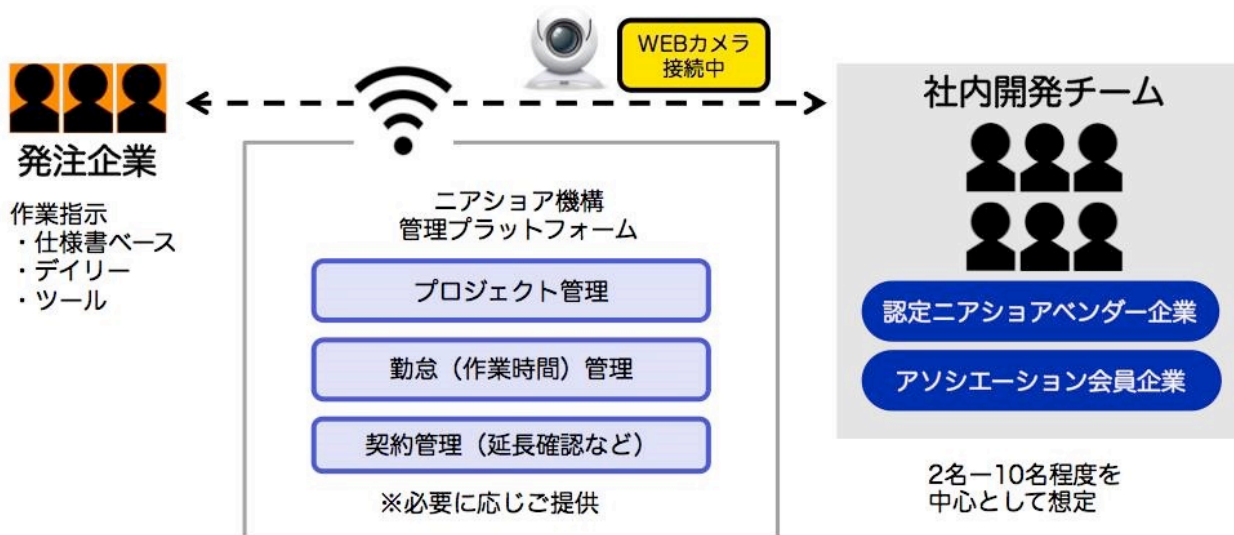 WEBカメラ
接続中
発注企業
作業指示
・仕様書ベース
・デイリー
・ツール
ニアショア機構
管理プラットフォーム
プロジェクト管理
勤怠（作業時間）管理
契約管理（延長確認など）
※必要に応じご提供
社内開発チーム
認定ニアショアベンダー企業
アソシエーション会員企業
2名ー10名程度を
中心として想定